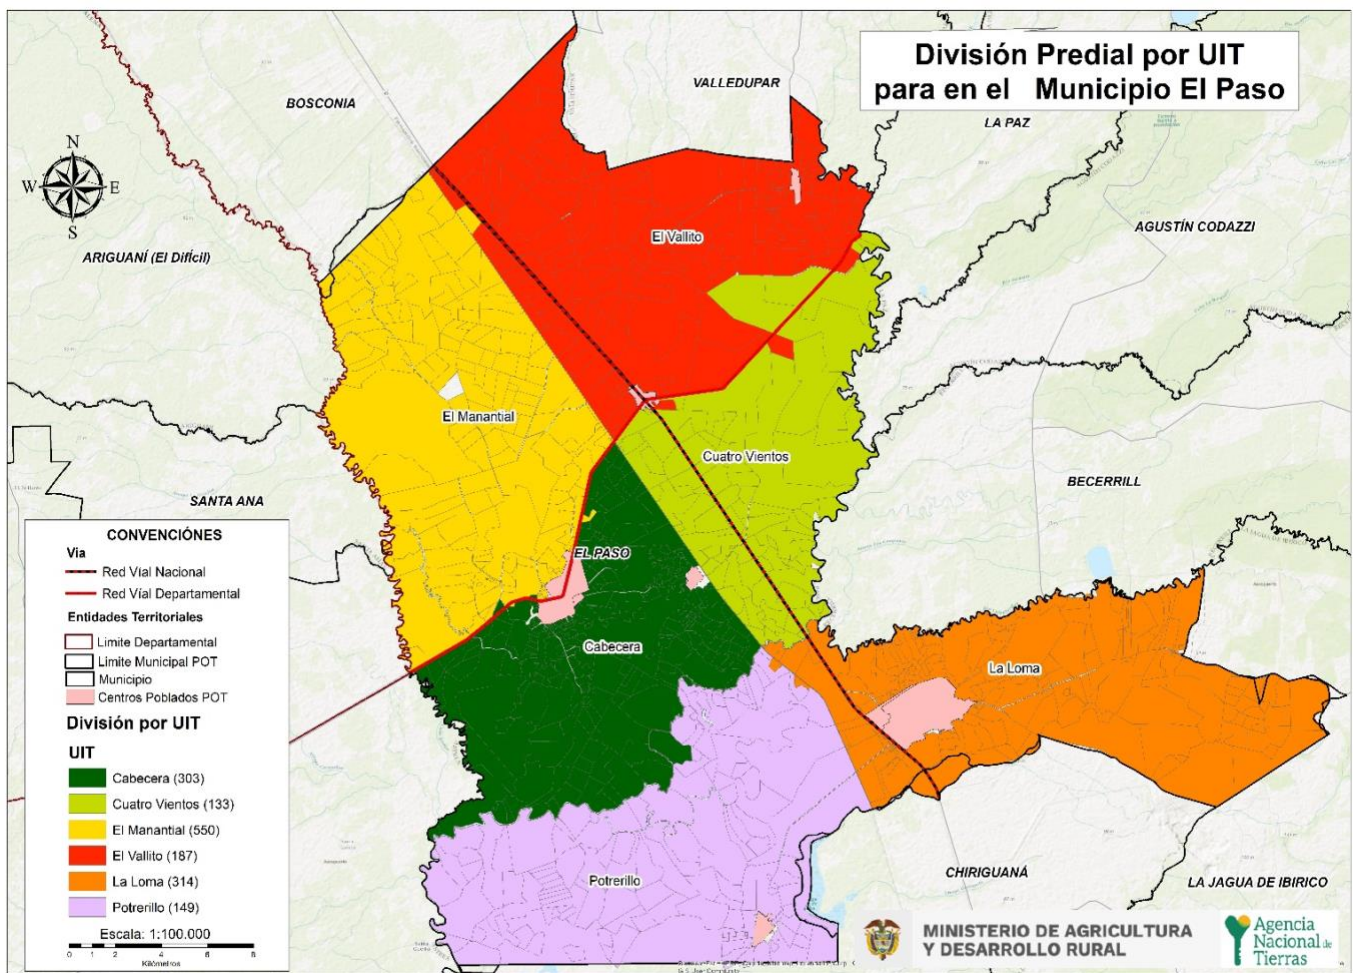 División Predial por UIT
para en el Municipio El Paso
VALLEDUPAR
BOSCONIA
LA PAZ
N
W E
S
AGUSTÍN CODAZZI
ARIGUANÍ (El Difícil)
El Vallito
El Manantial
Cuatro Vientos
BECERRILL
SANTA ANA
EL PASO
Cabecera
La Loma
Potrerillo
CHIRIGUANÁ
LA JAGUA DE IBIRICO
CONVENCIÓNES
Via
Red Víal Nacional
Red Víal Departamental
Entidades Territoriales
Limite Departamental
Limite Municipal POT
Municipio
Centros Poblados POT
División por UIT
UIT
Cabecera (303)
Cuatro Vientos (133)
El Manantial (550)
El Vallito (187)
La Loma (314)
Potrerillo (149)
Escala: 1:100.000
0 1 2 4 6 8
Kilómetros
MINISTERIO DE AGRICULTURA
Y DESARROLLO RURAL
Agencia
Nacional de
Tierras